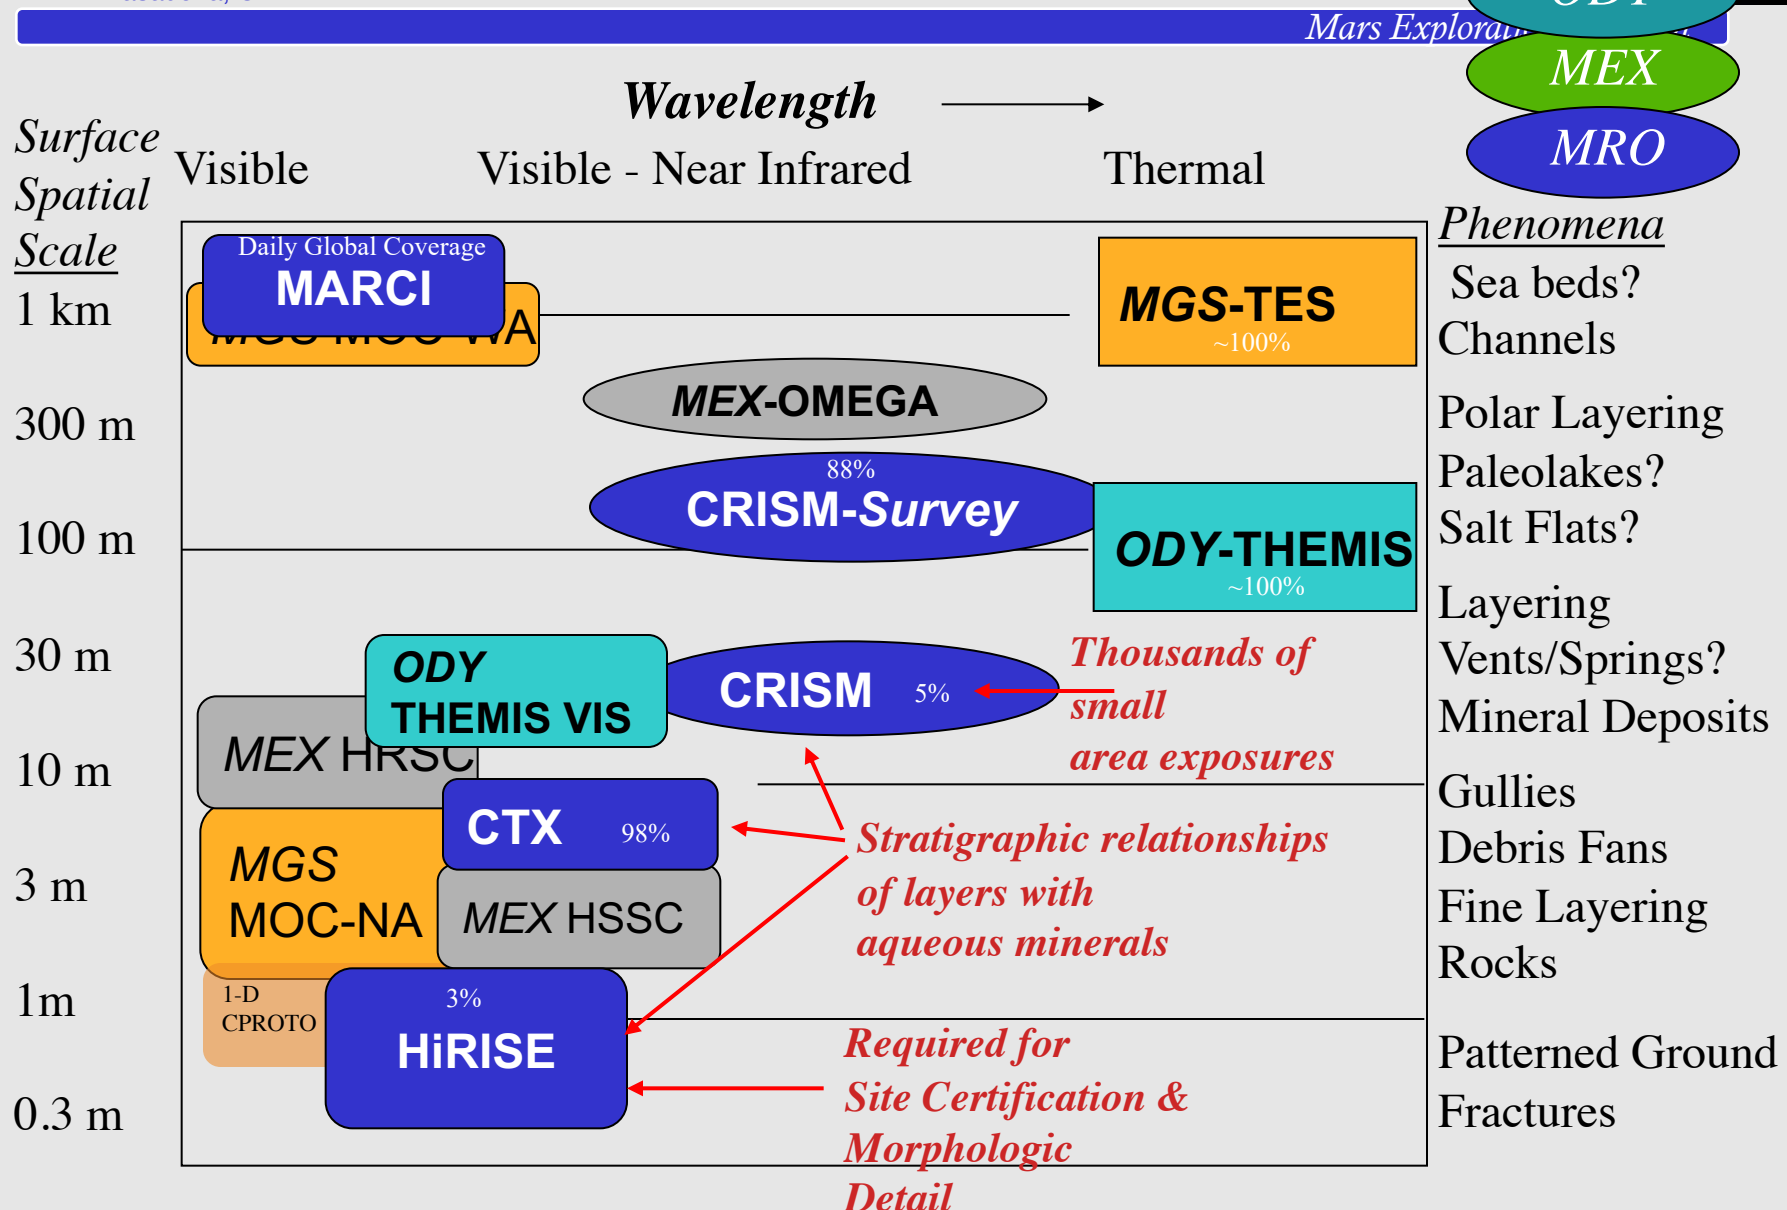 Mars
ODY
MEX
MRO
Wavelength
Surface
Spatial
Scale
Visible
Visible - Near Infrared
Thermal
Phenomena
1 km
300 m
100 m
30 m
10 m
3 m
1m
0.3 m
Daily Global Coverage
MARCI
MGS MOC WA
MGS-TES
~100%
MEX-OMEGA
88%
CRISM-Survey
ODY-THEMIS
~100%
ODY
THEMIS VIS
CRISM 5%
Thousands of
small
area exposures
MEX HRSC
CTX 98%
MGS
MOC-NA
MEX HSSC
Stratigraphic relationships
of layers with
aqueous minerals
1-D
CPROTO
3%
HiRISE
Required for
Site Certification &
Morphologic
Detail
Sea beds?
Channels
Polar Layering
Paleolakes?
Salt Flats?
Layering
Vents/Springs?
Mineral Deposits
Gullies
Debris Fans
Fine Layering
Rocks
Patterned Ground
Fractures